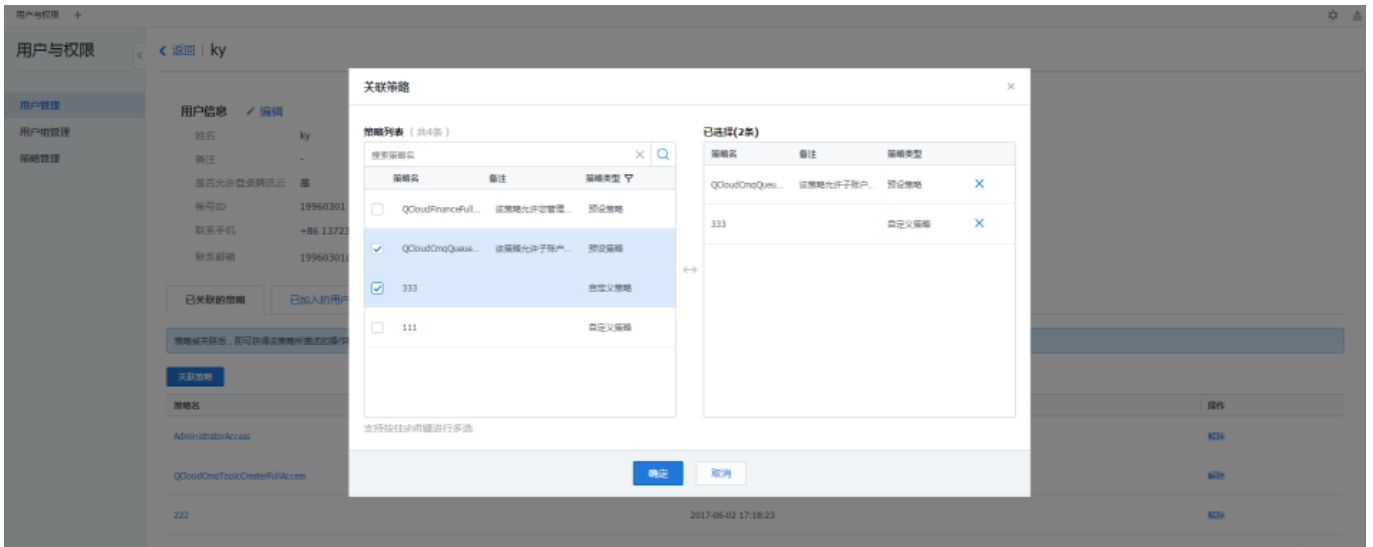 用户与权限 +
用户与权限
< 返回 | ky
用户管理
用户组管理
策略管理
用户信息 编辑
姓名 ky
备注 -
是否允许登录腾讯云 是
帐号ID 19960301
联系手机 +86 13723
联系邮箱 19960301
已关联的策略 已加入的用户
策略被关联后，即可获得该策略所描述的操作
关联策略
策略名 操作
AdministratorAccess 解除
QCloudCmqTopicCreaterFullAccess 解除
222 2017-06-02 17:18:23 解除
关联策略 ×
策略列表（共4条）
搜索策略名
策略名 备注 策略类型
QCloudFinanceFull... 该策略允许您管理... 预设策略
QCloudCmqQueue... 该策略允许子账户... 预设策略
333 自定义策略
111 自定义策略
支持按住shift键进行多选
已选择(2条)
策略名 备注 策略类型
QCloudCmqQueu... 该策略允许子账户... 预设策略
333 自定义策略
确定 取消